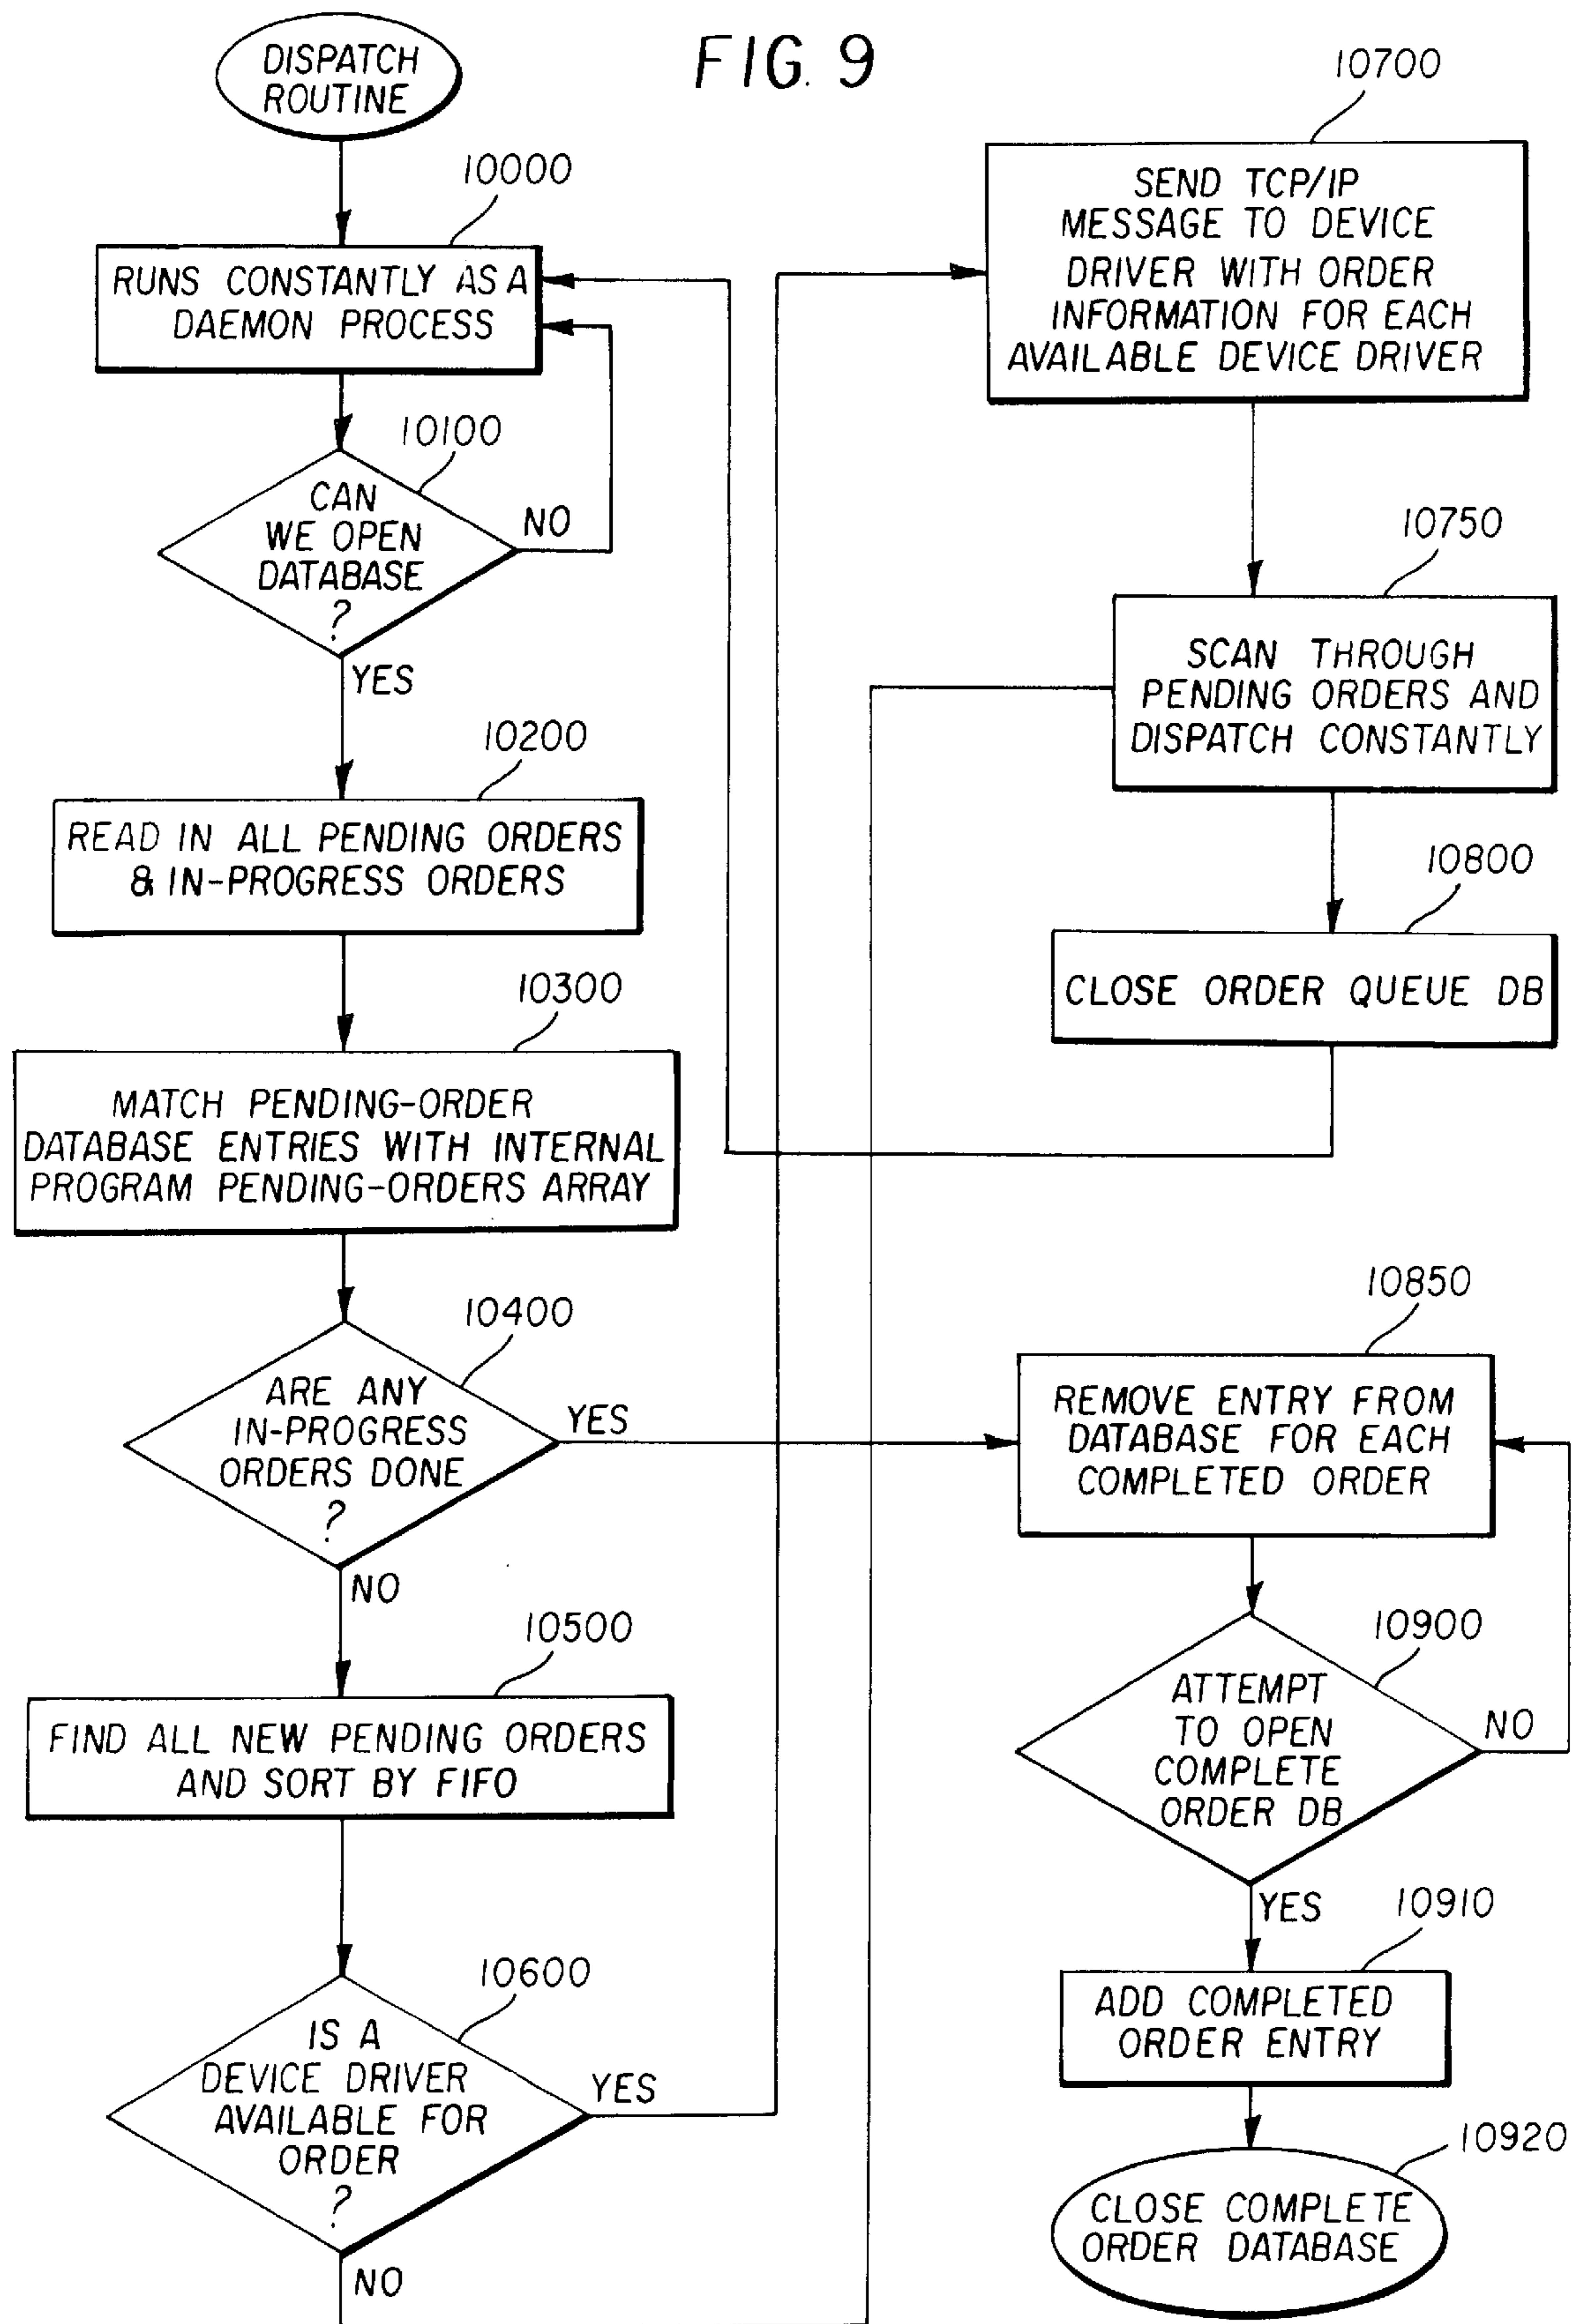 FIG. 9
DISPATCH
ROUTINE
10000
RUNS CONSTANTLY AS A
DAEMON PROCESS
10100
CAN
WE OPEN
DATABASE
?
NO
YES
10200
READ IN ALL PENDING ORDERS
& IN-PROGRESS ORDERS
10300
MATCH PENDING-ORDER
DATABASE ENTRIES WITH INTERNAL
PROGRAM PENDING-ORDERS ARRAY
10400
ARE ANY
IN-PROGRESS
ORDERS DONE
?
YES
NO
10500
FIND ALL NEW PENDING ORDERS
AND SORT BY FIFO
10600
IS A
DEVICE DRIVER
AVAILABLE FOR
ORDER
?
YES
NO
10700
SEND TCP/IP
MESSAGE TO DEVICE
DRIVER WITH ORDER
INFORMATION FOR EACH
AVAILABLE DEVICE DRIVER
10750
SCAN THROUGH
PENDING ORDERS AND
DISPATCH CONSTANTLY
10800
CLOSE ORDER QUEUE DB
10850
REMOVE ENTRY FROM
DATABASE FOR EACH
COMPLETED ORDER
10900
ATTEMPT
TO OPEN
COMPLETE
ORDER DB
NO
YES
10910
ADD COMPLETED
ORDER ENTRY
10920
CLOSE COMPLETE
ORDER DATABASE